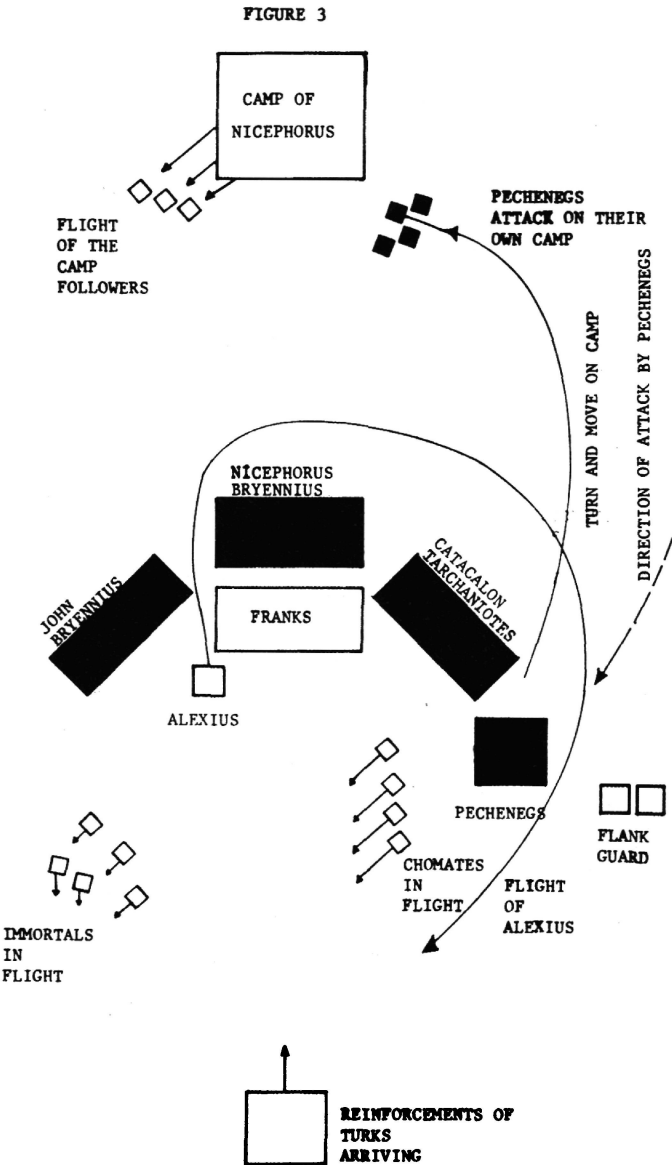 FIGURE 3
CAMP OF
NICEPHORUS
FLIGHT
OF THE
CAMP
FOLLOWERS
PECHENEGS
ATTACK ON THEIR
OWN CAMP
TURN AND MOVE ON CAMP
DIRECTION OF ATTACK BY PECHENEGS
NICEPHORUS
BRYENNIUS
JOHN
BRYENNIUS
FRANKS
CATACALON
TARCHANIOTES
ALEXIUS
PECHENEGS
FLANK
GUARD
CHOMATES
IN
FLIGHT
FLIGHT
OF
ALEXIUS
IMMORTALS
IN
FLIGHT
REINFORCEMENTS OF
TURKS
ARRIVING